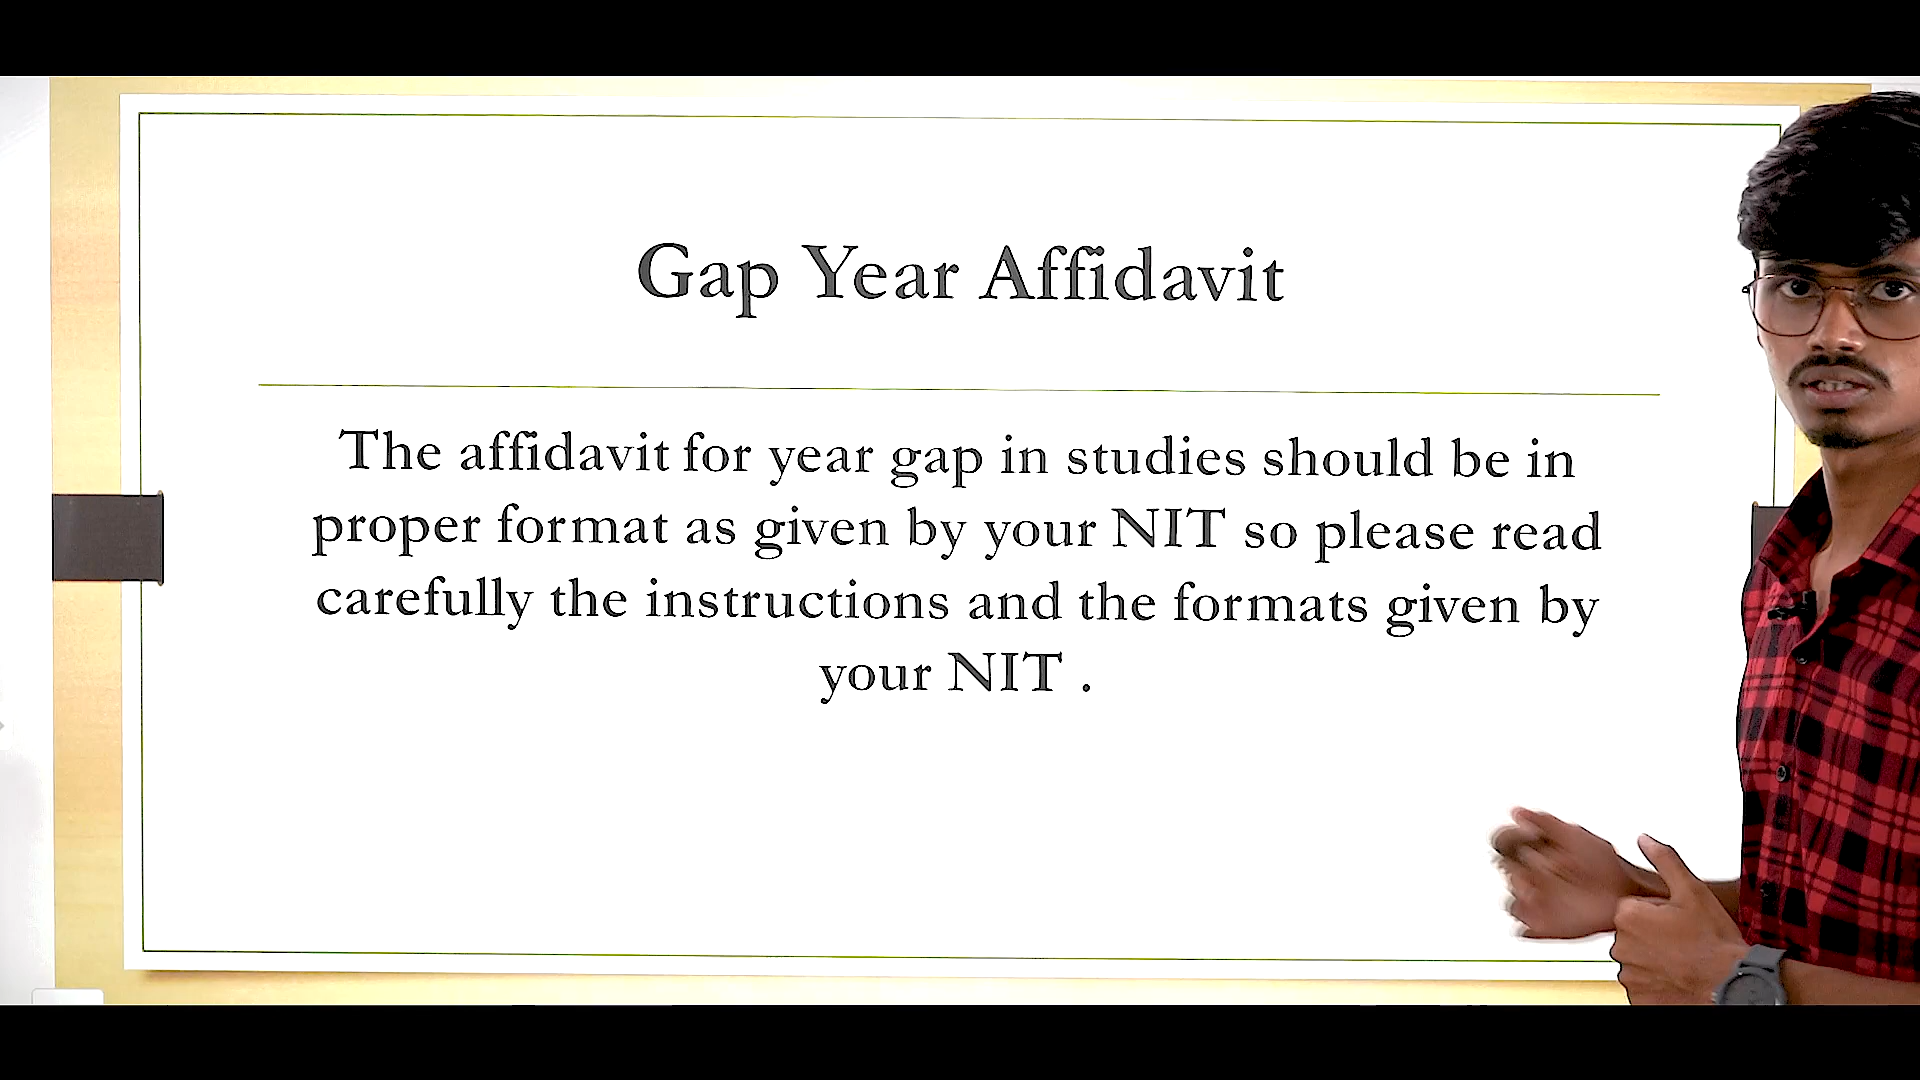 Gap Year Affidavit
The affidavit for year gap in studies should be in
proper format as given by your NIT so please read
carefully the instructions and the formats given by
your NIT .